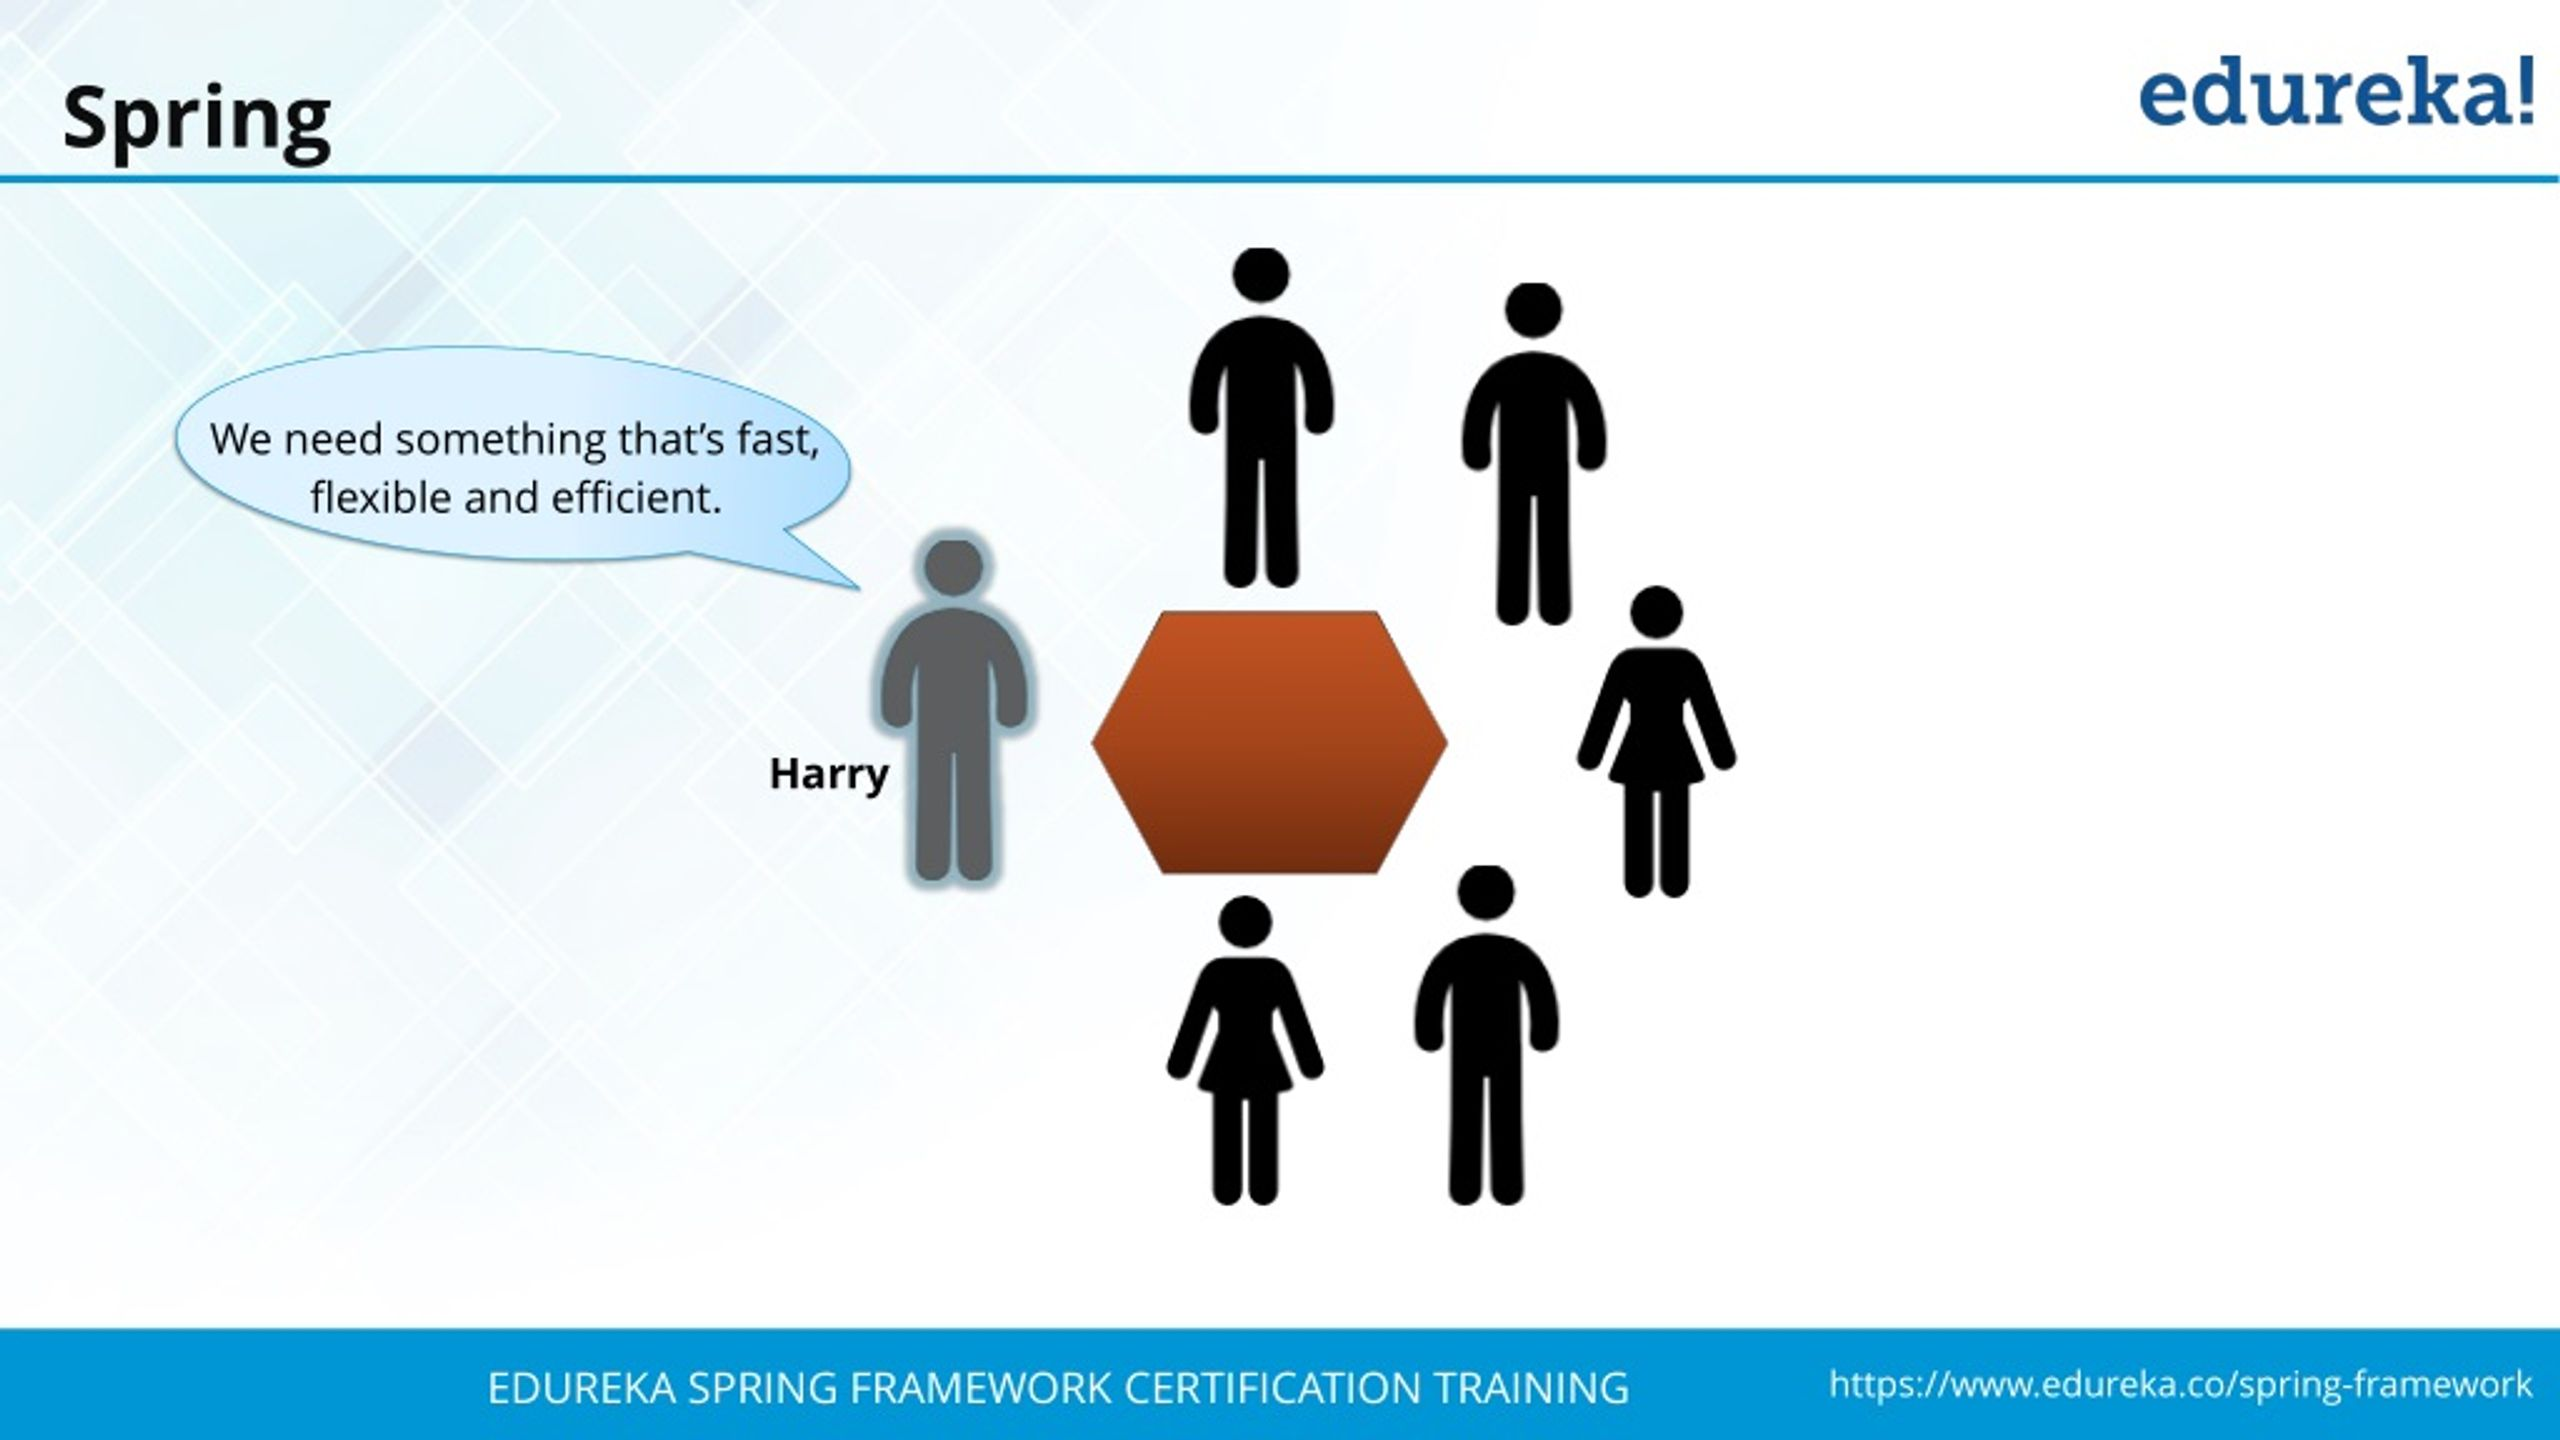 Spring
edureka!
We need something that’s fast,
flexible and efficient.
Harry
EDUREKA SPRING FRAMEWORK CERTIFICATION TRAINING
https://www.edureka.co/spring-framework